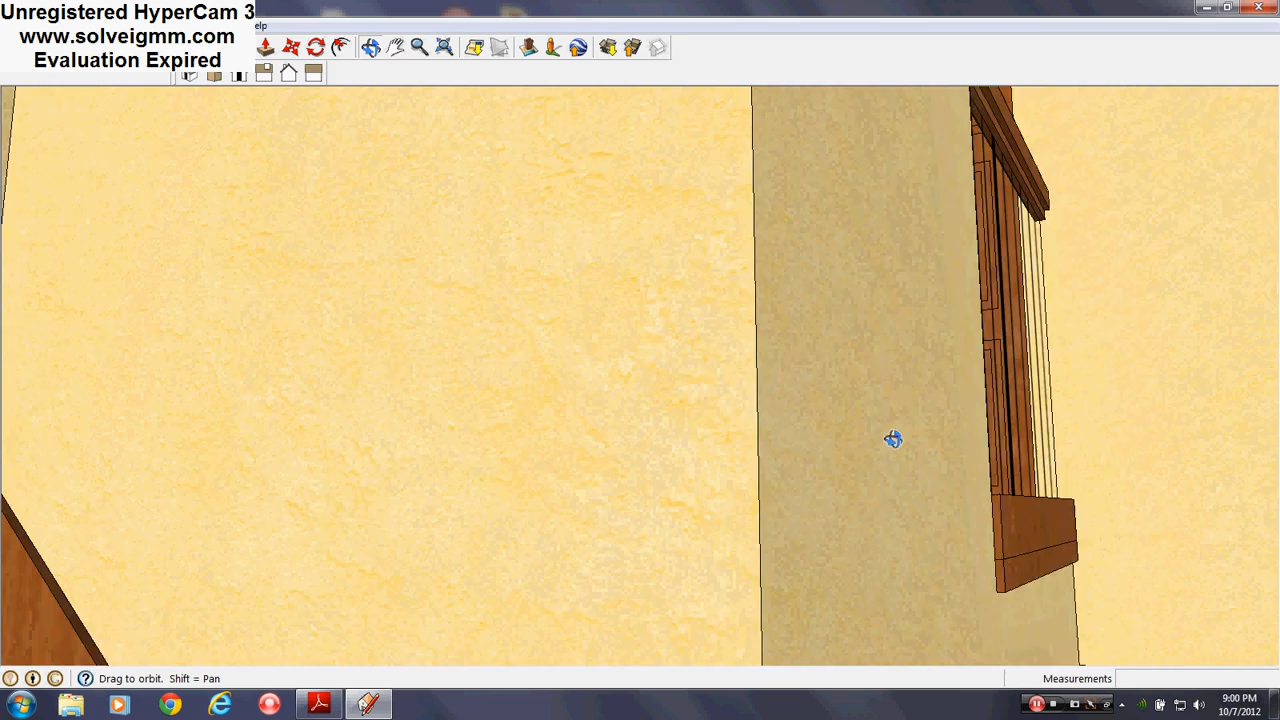 Unregistered HyperCam 3
www.solveigmm.com
Evaluation Expired
elp
Drag to orbit. Shift = Pan
Measurements
9:00 PM
10/7/2012